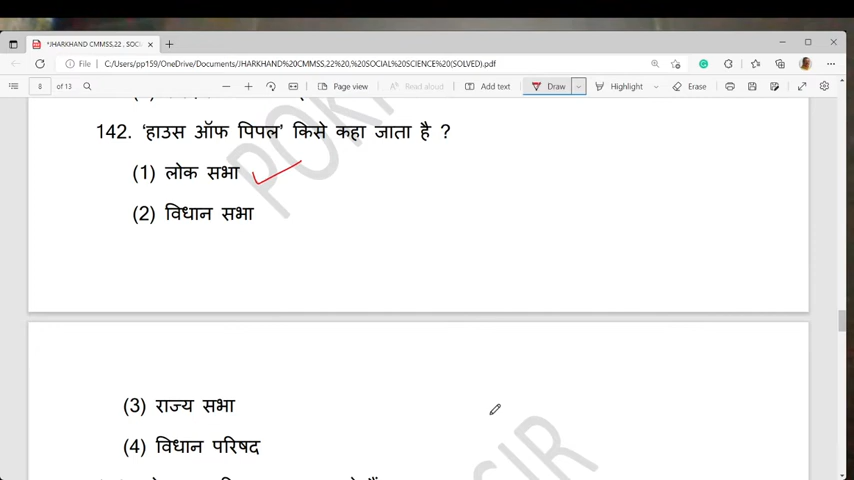 *JHARKHAND CMMSS,22 , SOCI
File
C:/Users/pp159/OneDrive/Documents/JHARKHAND%20CMMSS,22%20,%20SOCIAL%20SCIENCE%20(SOLVED).pdf
8 of 13
Page view
Read aloud
Add text
Draw
Highlight
Erase
142. ‘हाउस ऑफ पिपल’ किसे कहा जाता है ?
(1) लोक सभा
(2) विधान सभा
(3) राज्य सभा
(4) विधान परिषद